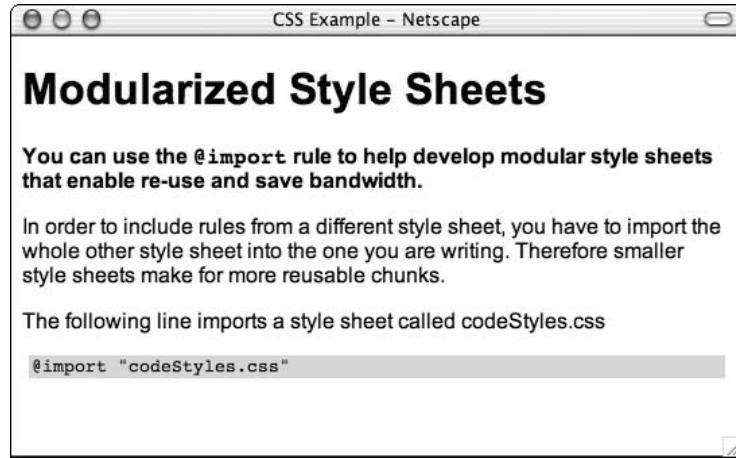 CSS Example – Netscape
Modularized Style Sheets
You can use the @import rule to help develop modular style sheets
that enable re-use and save bandwidth.
In order to include rules from a different style sheet, you have to import the
whole other style sheet into the one you are writing. Therefore smaller
style sheets make for more reusable chunks.
The following line imports a style sheet called codeStyles.css
@import "codeStyles.css"